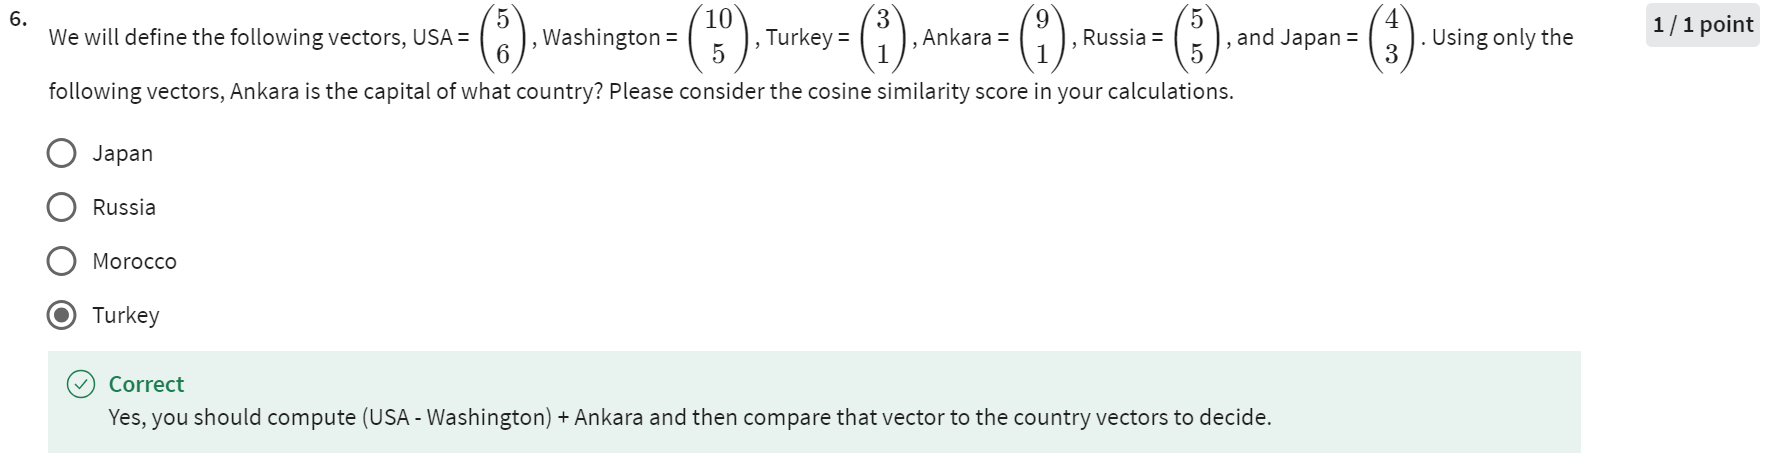 6. We will define the following vectors, USA = (5 6), Washington = (10 5), Turkey = (3 1), Ankara = (9 1), Russia = (5 5), and Japan = (4 3). Using only the 1 / 1 point
following vectors, Ankara is the capital of what country? Please consider the cosine similarity score in your calculations.
Japan
Russia
Morocco
Turkey
Correct
Yes, you should compute (USA - Washington) + Ankara and then compare that vector to the country vectors to decide.